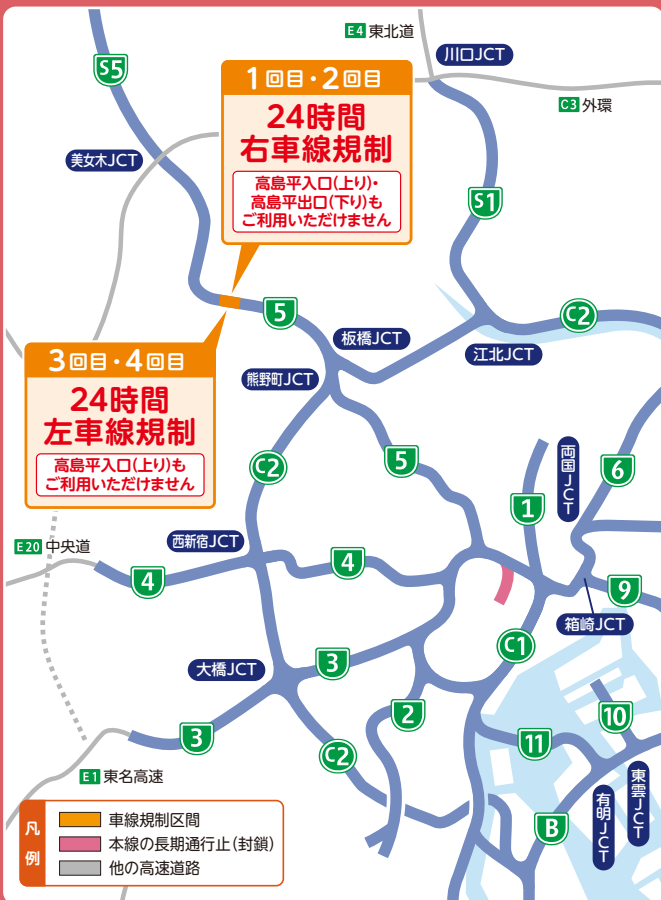 E4 東北道
川口JCT
S5
C3 外環
1回目・2回目
24時間
右車線規制
高島平入口(上り)・
高島平出口(下り)も
ご利用いただけません
美女木JCT
S1
5
C2
板橋JCT
江北JCT
3回目・4回目
24時間
左車線規制
高島平入口(上り)も
ご利用いただけません
熊野町JCT
C2
5
両国JCT
6
1
E20 中央道
西新宿JCT
4
4
9
箱崎JCT
C1
大橋JCT
3
2
10
3
C2
11
E1 東名高速
東雲JCT
有明JCT
B
凡例
車線規制区間
本線の長期通行止(封鎖)
他の高速道路